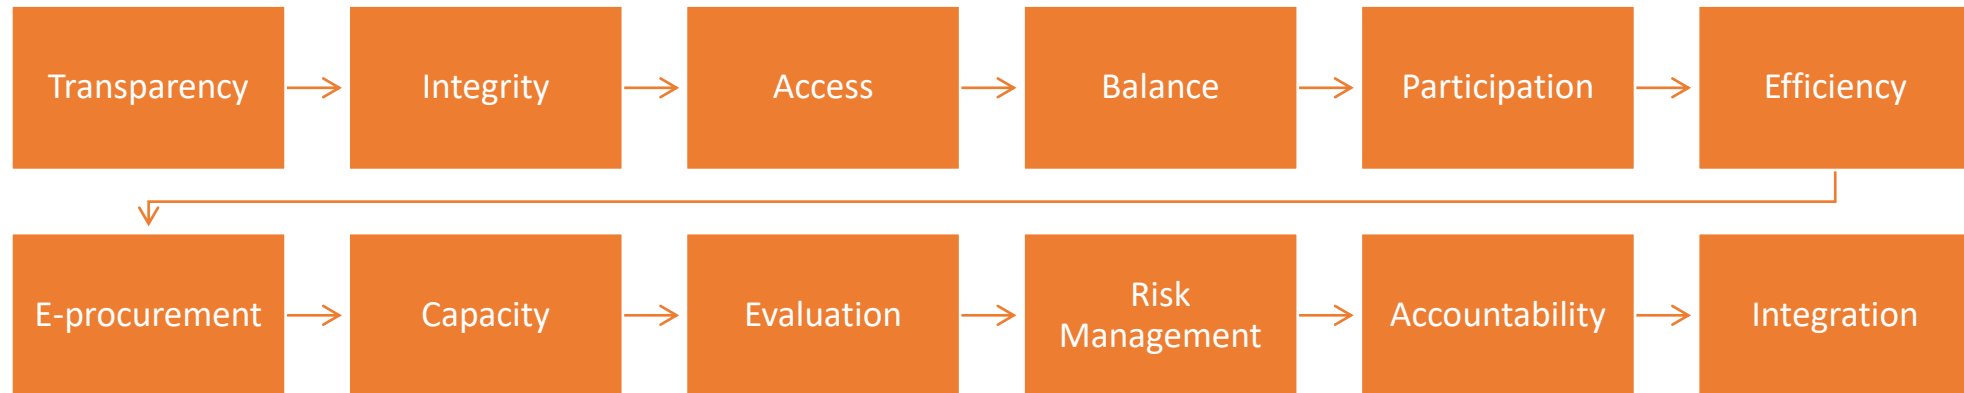 Transparency
Integrity
Access
Balance
Participation
Efficiency
E-procurement
Capacity
Evaluation
Risk
Management
Accountability
Integration